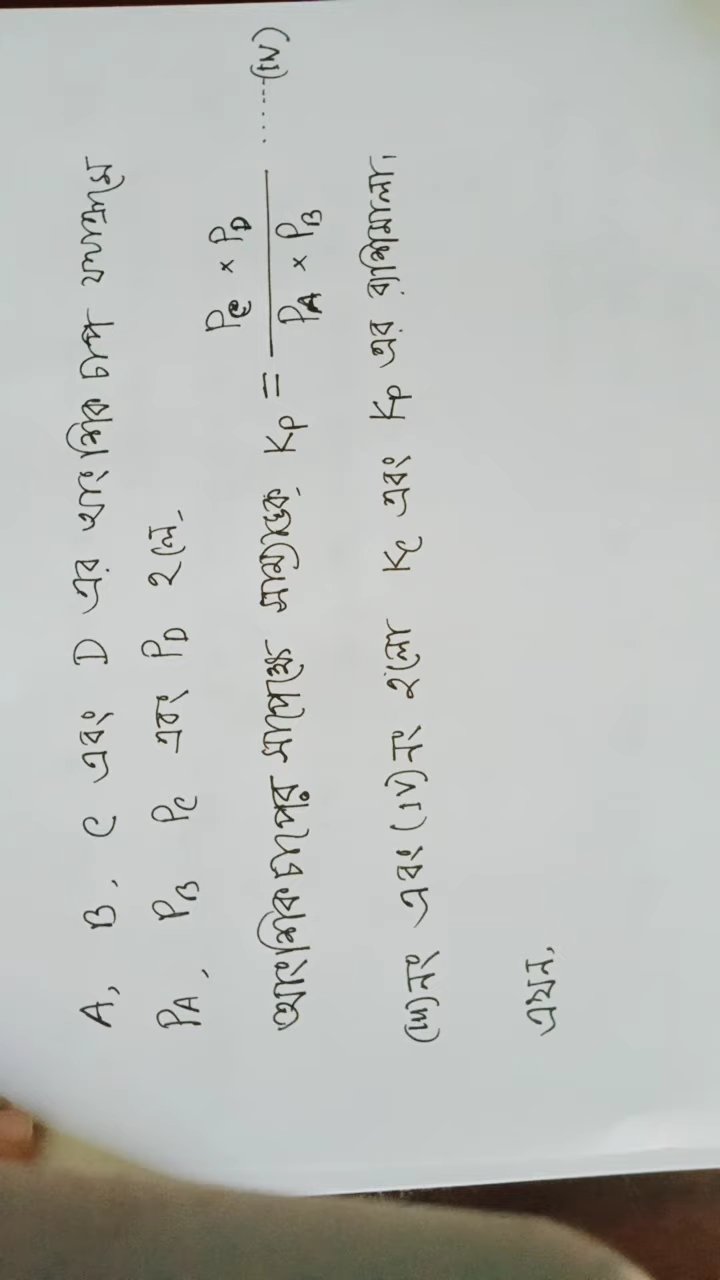 A, B, C এবং D এর আংশিক চাপ যথাক্রমে
PA, PB PC এবং PD হলে,
আংশিক চাপের সাপেক্ষে সাম্যাঙ্ক, Kp = PC × PD / PA × PB ......(IV)
(III)নং এবং (IV)নং হলো Kc এবং Kp এর রাশিমালা।
এখন,